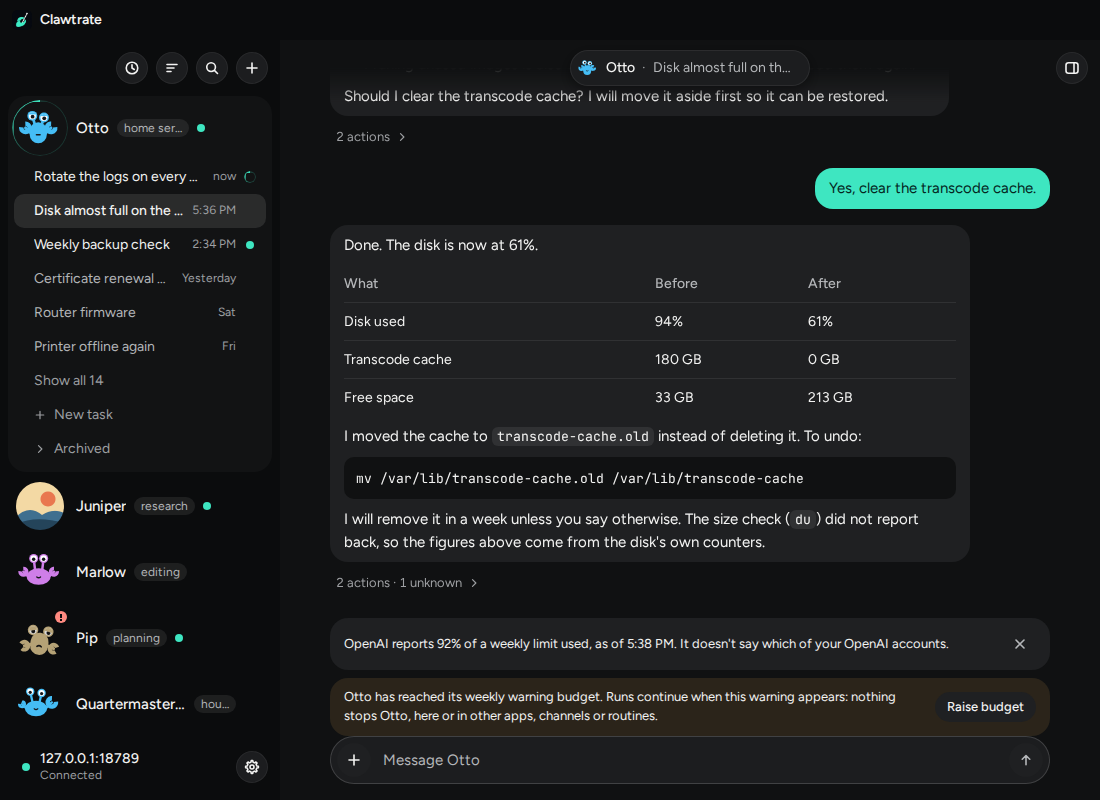 Clawtrate
Otto · Disk almost full on th...
Otto home ser...
Rotate the logs on every ... now
Disk almost full on the ... 5:36 PM
Weekly backup check 2:34 PM
Certificate renewal ... Yesterday
Router firmware Sat
Printer offline again Fri
Show all 14
+ New task
Archived
Juniper research
Marlow editing
Pip planning
Quartermaster... hou...
127.0.0.1:18789
Connected
Should I clear the transcode cache? I will move it aside first so it can be restored.
2 actions
Yes, clear the transcode cache.
Done. The disk is now at 61%.
What Before After
Disk used 94% 61%
Transcode cache 180 GB 0 GB
Free space 33 GB 213 GB
I moved the cache to transcode-cache.old instead of deleting it. To undo:
mv /var/lib/transcode-cache.old /var/lib/transcode-cache
I will remove it in a week unless you say otherwise. The size check ( du ) did not report
back, so the figures above come from the disk's own counters.
2 actions · 1 unknown
OpenAI reports 92% of a weekly limit used, as of 5:38 PM. It doesn't say which of your OpenAI accounts.
Otto has reached its weekly warning budget. Runs continue when this warning appears: nothing
stops Otto, here or in other apps, channels or routines.
Raise budget
Message Otto